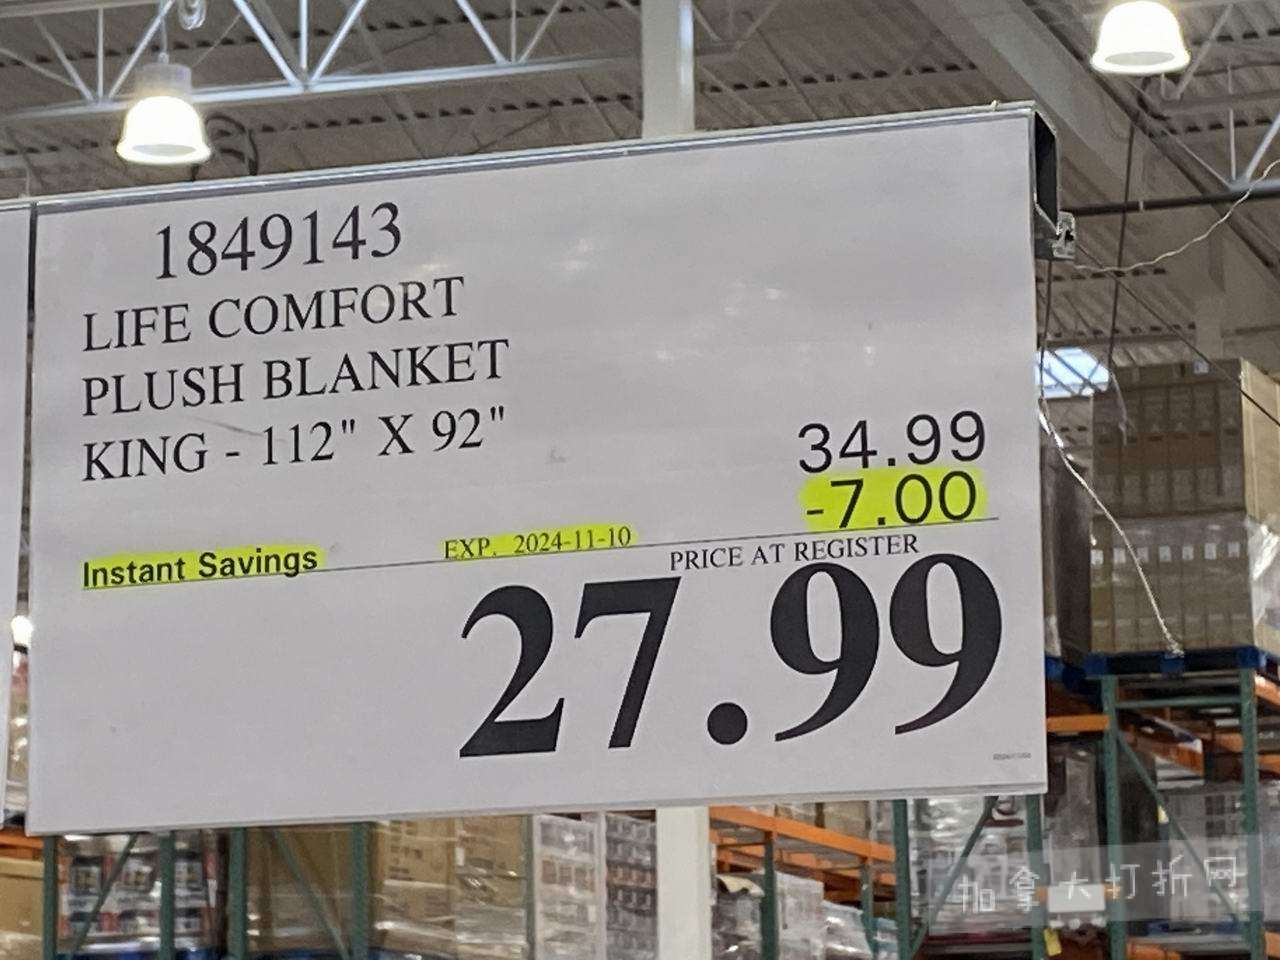 1849143
LIFE COMFORT
PLUSH BLANKET
KING - 112" X 92"
34.99
-7.00
Instant Savings EXP. 2024-11-10
PRICE AT REGISTER
27.99
加拿大打折网